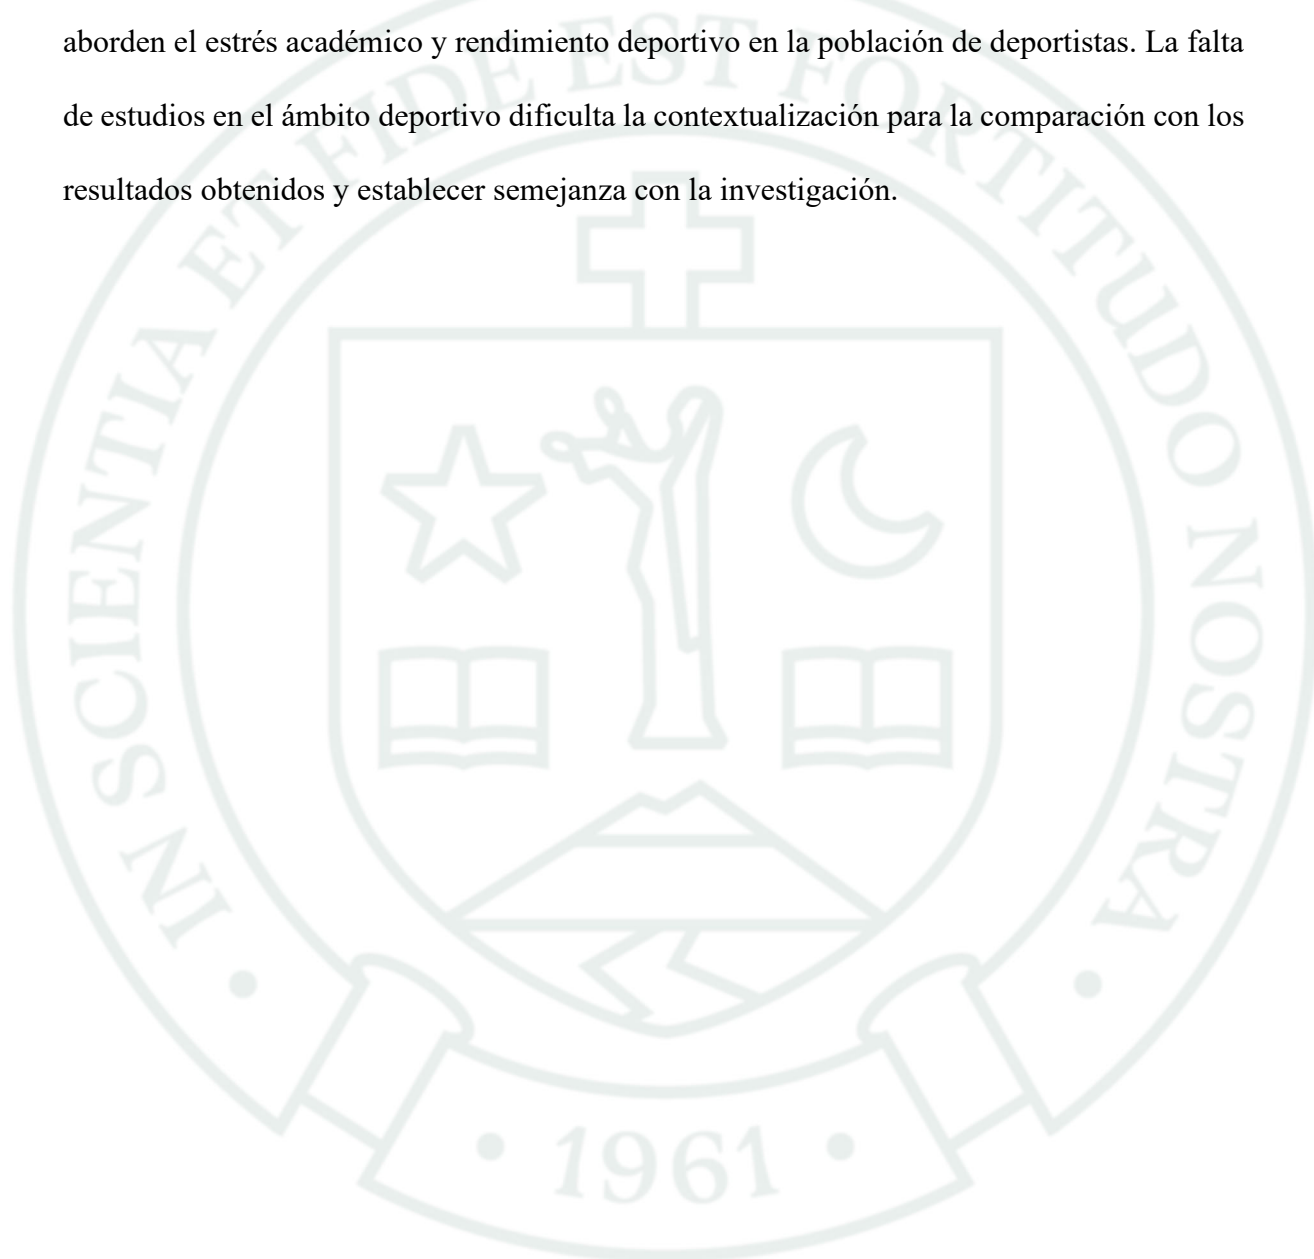 aborden el estrés académico y rendimiento deportivo en la población de deportistas. La falta
de estudios en el ámbito deportivo dificulta la contextualización para la comparación con los
resultados obtenidos y establecer semejanza con la investigación.
IN SCIENTIA ET FIDE EST FORTITUDO NOSTRA
• 1961 •